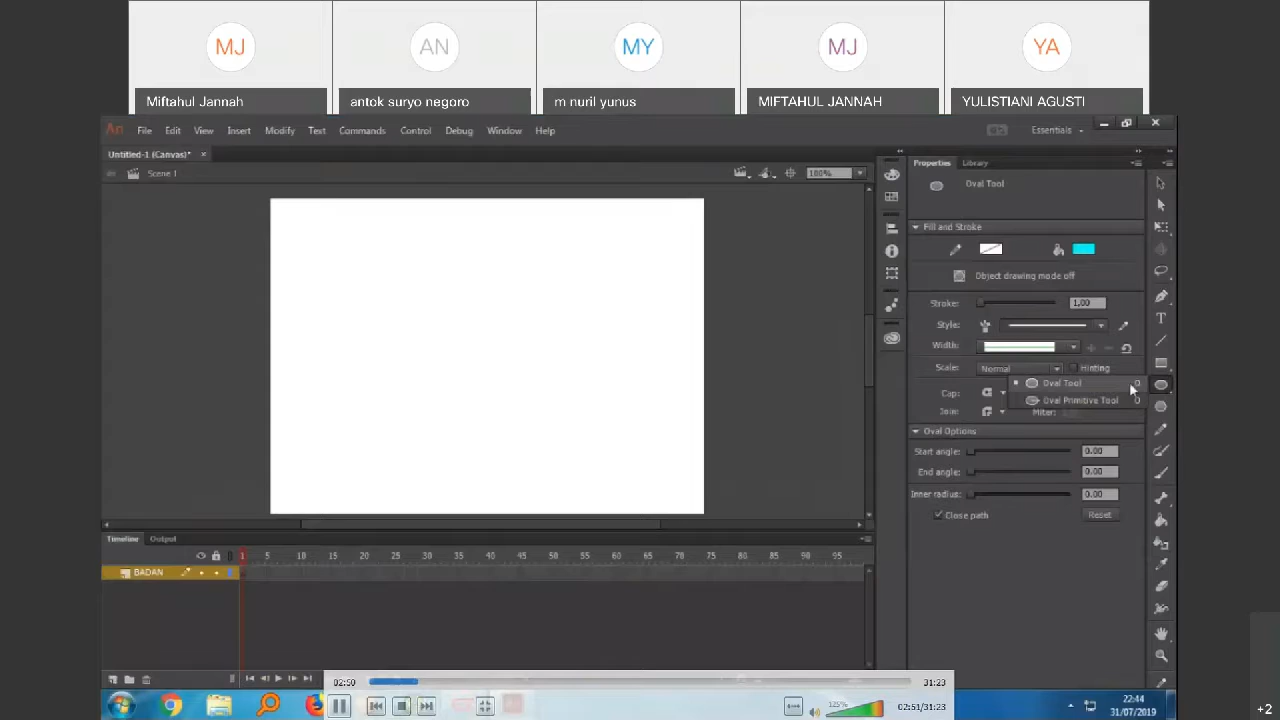 MJ
AN
MY
MJ
YA
Miftahul Jannah
antok suryo negoro
m nuril yunus
MIFTAHUL JANNAH
YULISTIANI AGUSTI
An File Edit View Insert Modify Text Commands Control Debug Window Help
Essentials
Untitled-1 (Canvas)* ×
Scene 1
100%
Properties Library
Oval Tool
Fill and Stroke
Object drawing mode off
Stroke: 1.00
Style:
Width:
Scale: Normal Hinting
Oval Tool O
Oval Primitive Tool O
Cap:
Join: Miter:
Oval Options
Start angle: 0.00
End angle: 0.00
Inner radius: 0.00
Close path Reset
Timeline Output
1 5 10 15 20 25 30 35 40 45 50 55 60 65 70 75 80 85 90 95
BADAN
02:50 31:23
125% 02:51/31:23
22:44
31/07/2019
+2